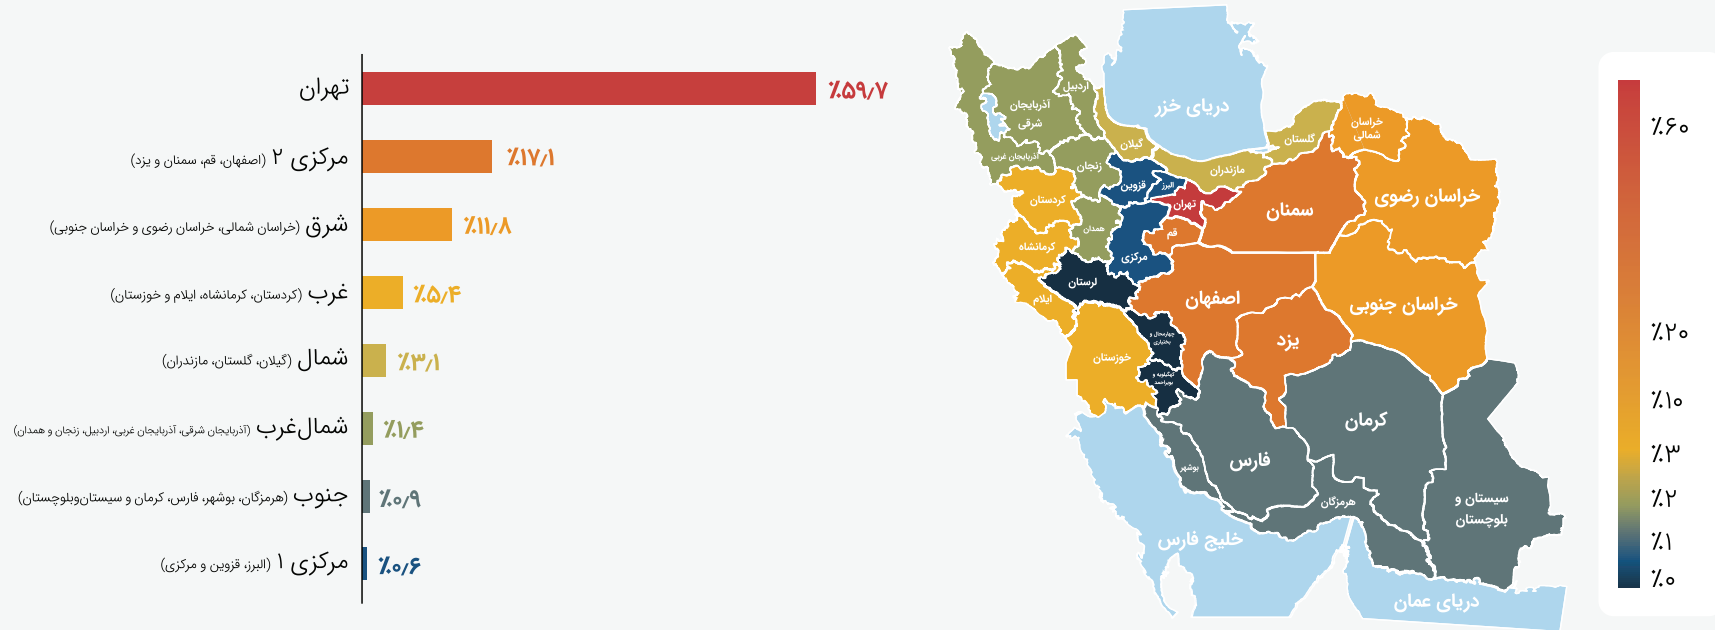 تهران
٪۵۹٫۷
مرکزی ۲ (اصفهان، قم، سمنان و یزد)
٪۱۷٫۱
شرق (خراسان شمالی، خراسان رضوی و خراسان جنوبی)
٪۱۱٫۸
غرب (کردستان، کرمانشاه، ایلام و خوزستان)
٪۵٫۴
شمال (گیلان، گلستان، مازندران)
٪۳٫۱
شمال‌غرب (آذربایجان شرقی، آذربایجان غربی، اردبیل، زنجان و همدان)
٪۱٫۴
جنوب (هرمزگان، بوشهر، فارس، کرمان و سیستان‌وبلوچستان)
٪۰٫۹
مرکزی ۱ (البرز، قزوین و مرکزی)
٪۰٫۶
دریای خزر
اردبیل
آذربایجان
شرقی
آذربایجان غربی
گیلان
زنجان
مازندران
گلستان
خراسان
شمالی
خراسان رضوی
سمنان
کردستان
قزوین
البرز
تهران
همدان
کرمانشاه
قم
مرکزی
لرستان
ایلام
اصفهان
خراسان جنوبی
یزد
چهارمحال و
بختیاری
خوزستان
کهگیلویه و
بویراحمد
کرمان
فارس
بوشهر
هرمزگان
سیستان و
بلوچستان
خلیج فارس
دریای عمان
٪۶۰
٪۲۰
٪۱۰
٪۳
٪۲
٪۱
٪۰